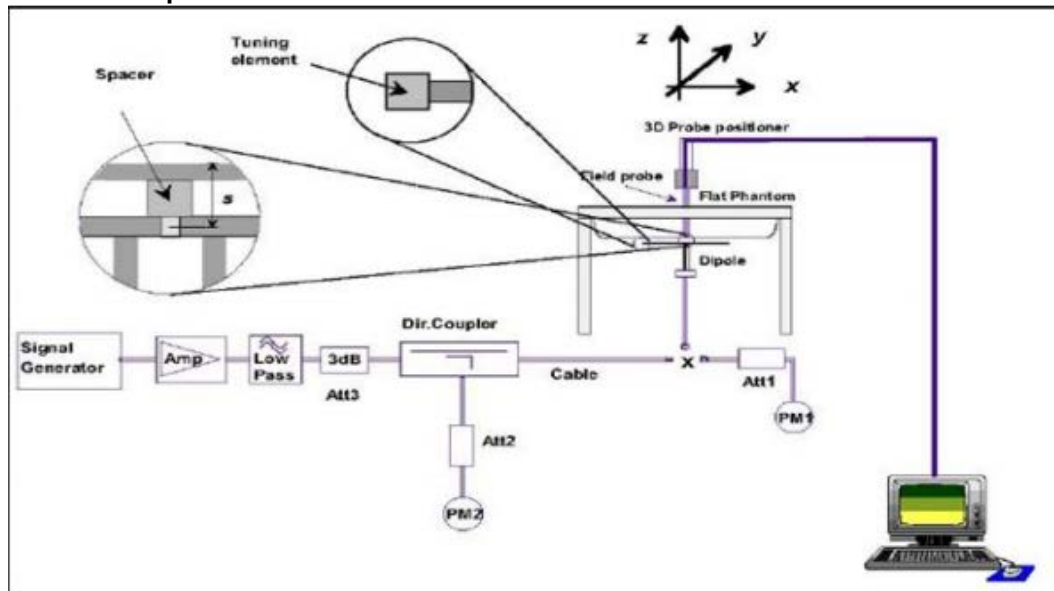 Tuning
element
Spacer
s
z
y
x
3D Probe positioner
Field probe
Flat Phantom
Dipole
Signal
Generator
Amp
Low
Pass
3dB
Att3
Dir.Coupler
Cable
x
Att1
PM1
Att2
PM2